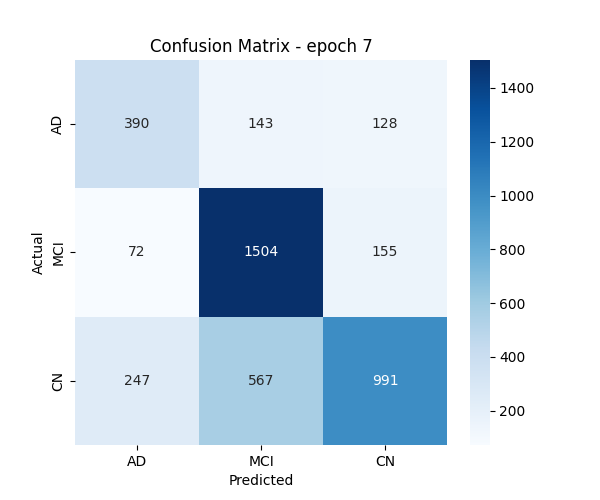 Confusion Matrix - epoch 7
AD 390 143 128
MCI 72 1504 155
CN 247 567 991
AD MCI CN
Predicted
Actual
1400
1200
1000
800
600
400
200